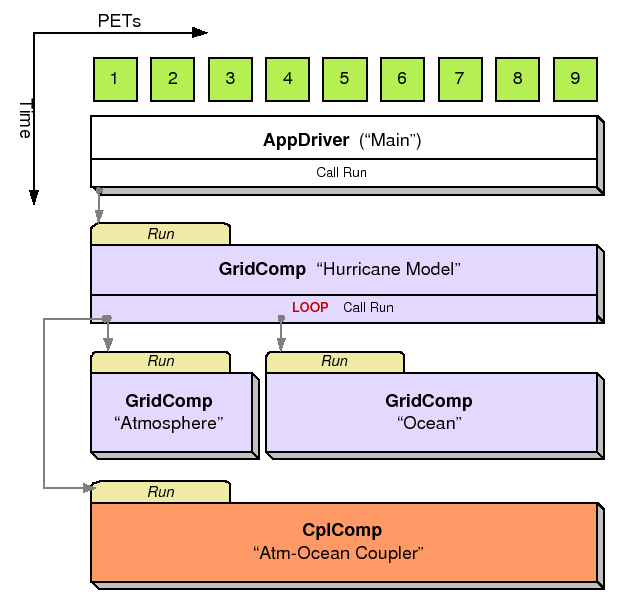 PETs
Time
1 2 3 4 5 6 7 8 9
AppDriver (“Main”)
Call Run
Run
GridComp “Hurricane Model”
LOOP Call Run
Run
GridComp
“Atmosphere”
Run
GridComp
“Ocean”
Run
CplComp
“Atm-Ocean Coupler”